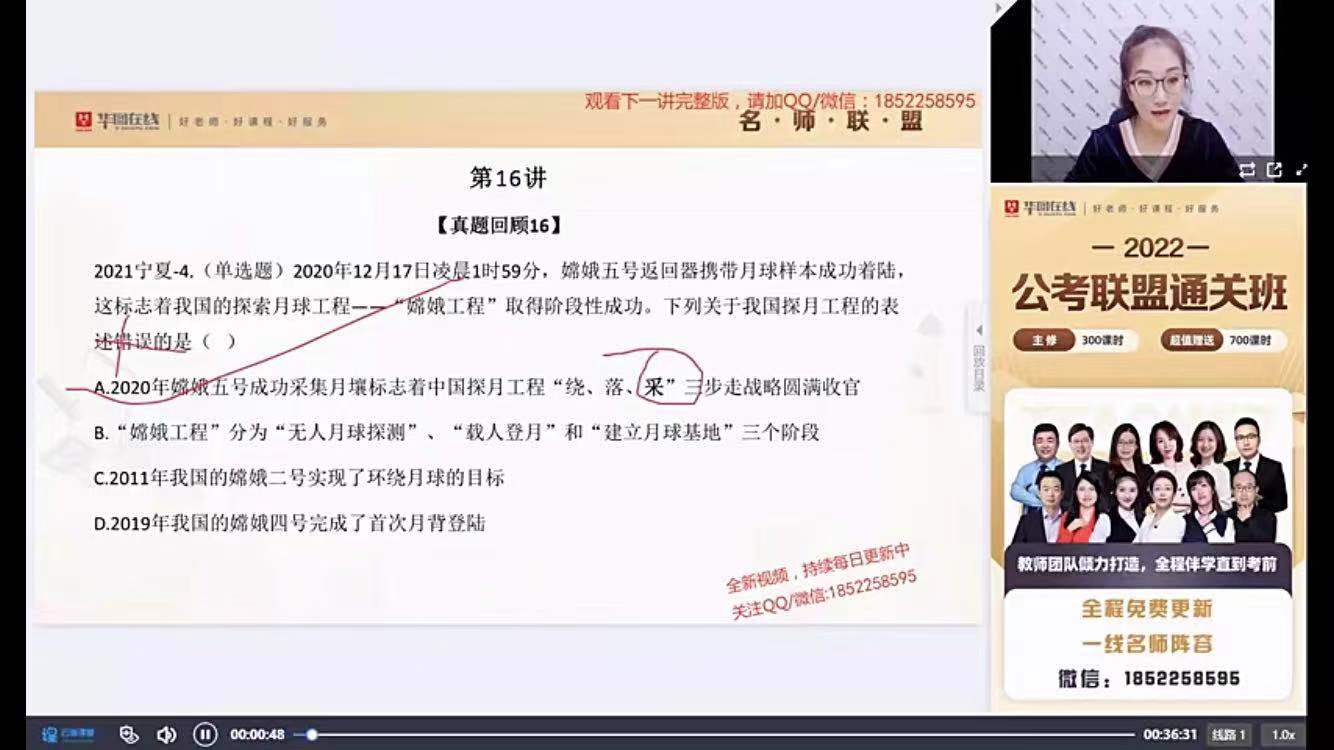 观看下一讲完整版，请加QQ/微信：1852258595
华图在线 | 好老师·好课程·好服务
名·师·联·盟
第16讲
【真题回顾16】
2021宁夏-4.（单选题）2020年12月17日凌晨1时59分，嫦娥五号返回器携带月球样本成功着陆，
这标志着我国的探索月球工程——“嫦娥工程”取得阶段性成功。下列关于我国探月工程的表
述错误的是（ ）
A.2020年嫦娥五号成功采集月壤标志着中国探月工程“绕、落、采”三步走战略圆满收官
B.“嫦娥工程”分为“无人月球探测”、“载人登月”和“建立月球基地”三个阶段
C.2011年我国的嫦娥二号实现了环绕月球的目标
D.2019年我国的嫦娥四号完成了首次月背登陆
全新视频，持续每日更新中
关注QQ/微信:1852258595
回放目录
华图在线 | 好老师·好课程·好服务
2022
公考联盟通关班
主修 300课时 超值赠送 700课时
教师团队倾力打造，全程伴学直到考前
全程免费更新
一线名师阵容
微信：1852258595
00:00:48 00:36:31 线路1 1.0x